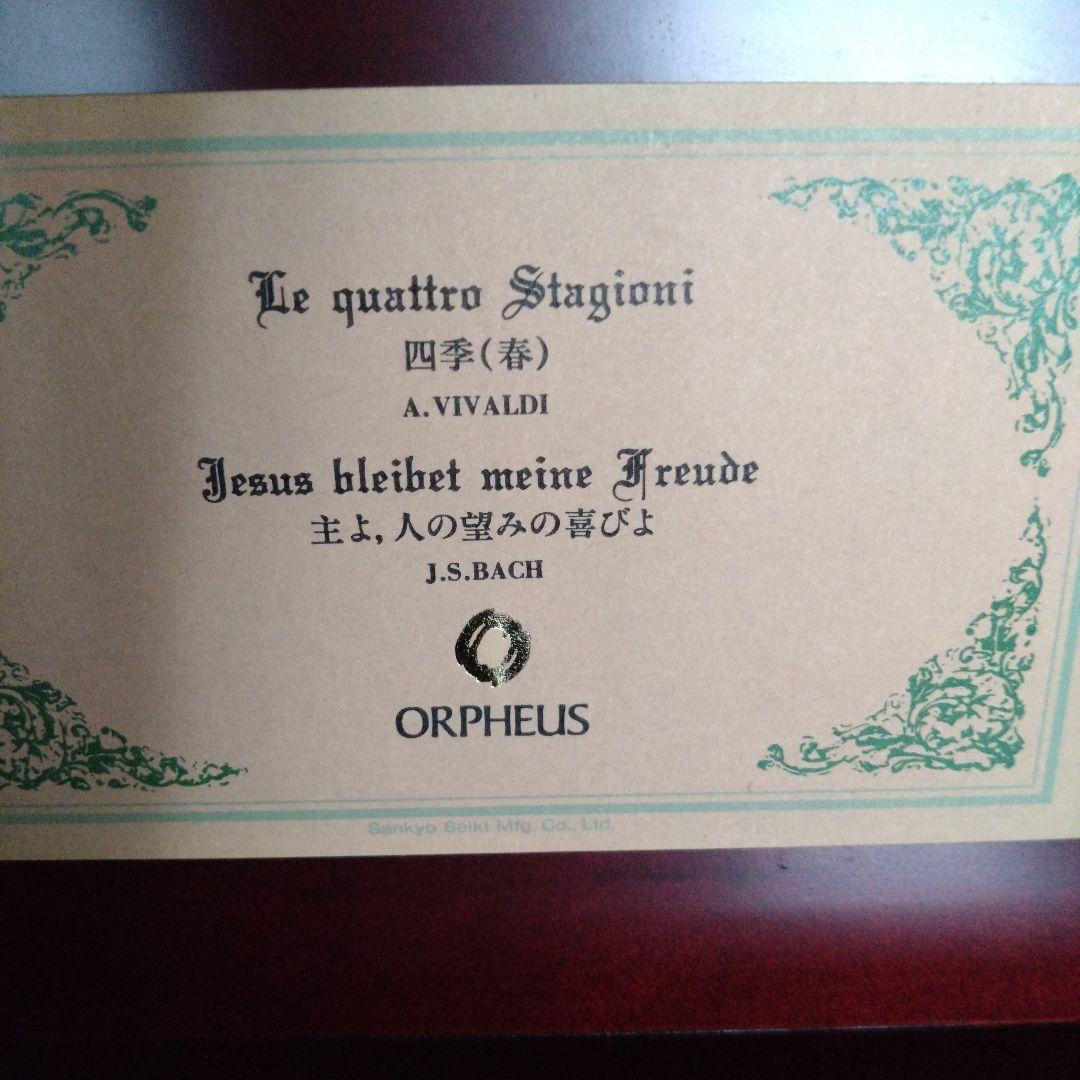 Le quattro Stagioni
四季(春)
A.VIVALDI
Jesus bleibet meine Freude
主よ,人の望みの喜びよ
J.S.BACH
ORPHEUS
Sankyo Seiki Mfg. Co., Ltd.